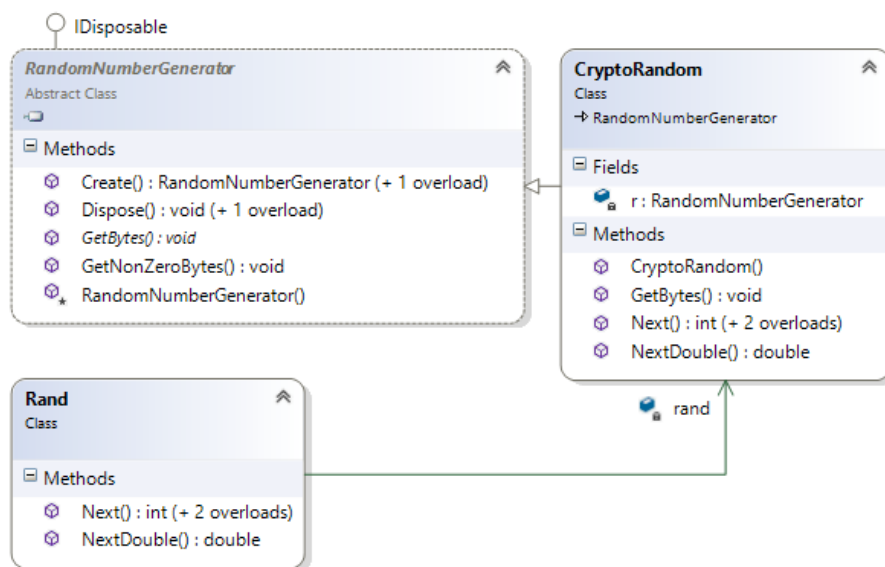 IDisposable
RandomNumberGenerator
Abstract Class
Methods
Create() : RandomNumberGenerator (+ 1 overload)
Dispose() : void (+ 1 overload)
GetBytes() : void
GetNonZeroBytes() : void
RandomNumberGenerator()
CryptoRandom
Class
RandomNumberGenerator
Fields
r : RandomNumberGenerator
Methods
CryptoRandom()
GetBytes() : void
Next() : int (+ 2 overloads)
NextDouble() : double
rand
Rand
Class
Methods
Next() : int (+ 2 overloads)
NextDouble() : double